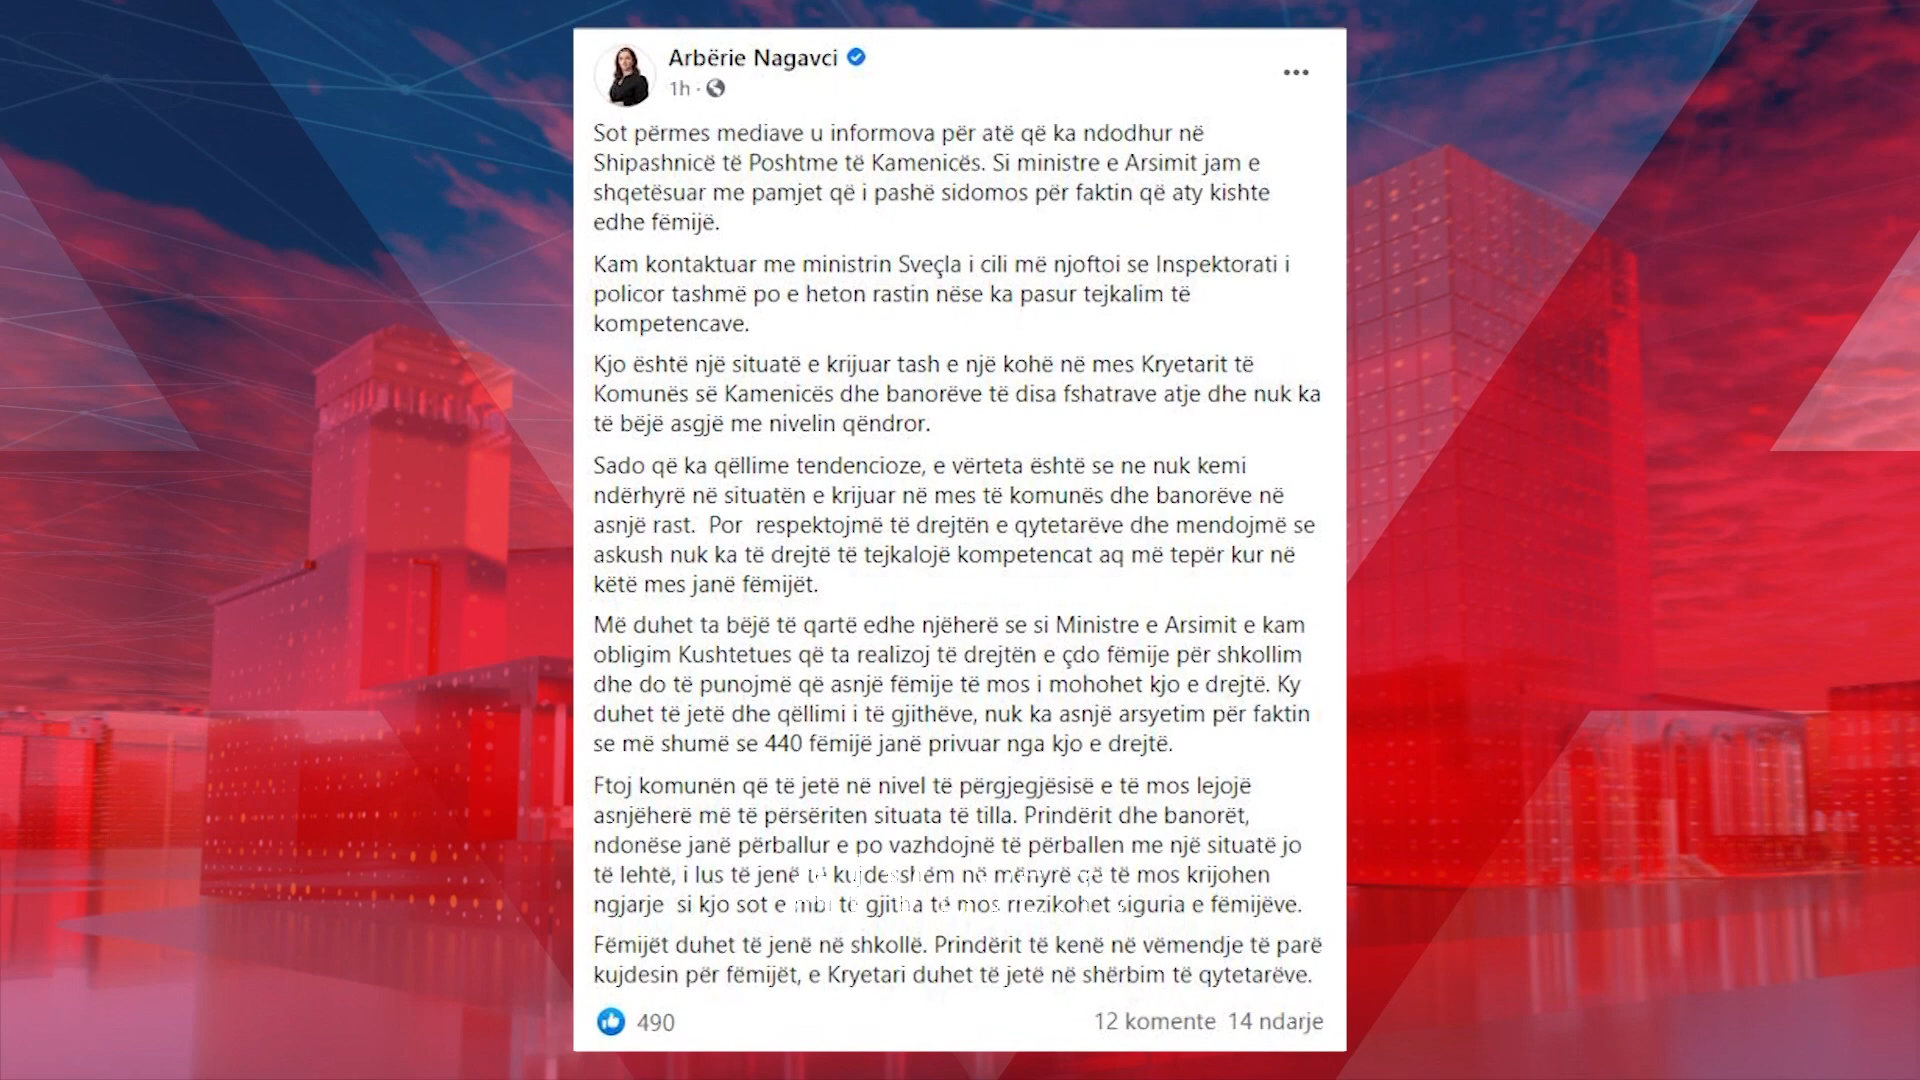 Arbërie Nagavci
1h ·
Sot përmes mediave u informova për atë që ka ndodhur në
Shipashnicë të Poshtme të Kamenicës. Si ministre e Arsimit jam e
shqetësuar me pamjet që i pashë sidomos për faktin që aty kishte
edhe fëmijë.
Kam kontaktuar me ministrin Sveçla i cili më njoftoi se Inspektorati i
policor tashmë po e heton rastin nëse ka pasur tejkalim të
kompetencave.
Kjo është një situatë e krijuar tash e një kohë në mes Kryetarit të
Komunës së Kamenicës dhe banorëve të disa fshatrave atje dhe nuk ka
të bëjë asgjë me nivelin qëndror.
Sado që ka qëllime tendencioze, e vërteta është se ne nuk kemi
ndërhyrë në situatën e krijuar në mes të komunës dhe banorëve në
asnjë rast. Por respektojmë të drejtën e qytetarëve dhe mendojmë se
askush nuk ka të drejtë të tejkalojë kompetencat aq më tepër kur në
këtë mes janë fëmijët.
Më duhet ta bëjë të qartë edhe njëherë se si Ministre e Arsimit e kam
obligim Kushtetues që ta realizoj të drejtën e çdo fëmije për shkollim
dhe do të punojmë që asnjë fëmije të mos i mohohet kjo e drejtë. Ky
duhet të jetë dhe qëllimi i të gjithëve, nuk ka asnjë arsyetim për faktin
se më shumë se 440 fëmijë janë privuar nga kjo e drejtë.
Ftoj komunën që të jetë në nivel të përgjegjësisë e të mos lejojë
asnjëherë më të përsëriten situata të tilla. Prindërit dhe banorët,
ndonëse janë përballur e po vazhdojnë të përballen me një situatë jo
të lehtë, i lus të jenë të kujdesshëm në mënyrë që të mos krijohen
ngjarje si kjo sot e mbi të gjitha të mos rrezikohet siguria e fëmijëve.
Fëmijët duhet të jenë në shkollë. Prindërit të kenë në vëmendje të parë
kujdesin për fëmijët, e Kryetari duhet të jetë në shërbim të qytetarëve.
490
12 komente 14 ndarje